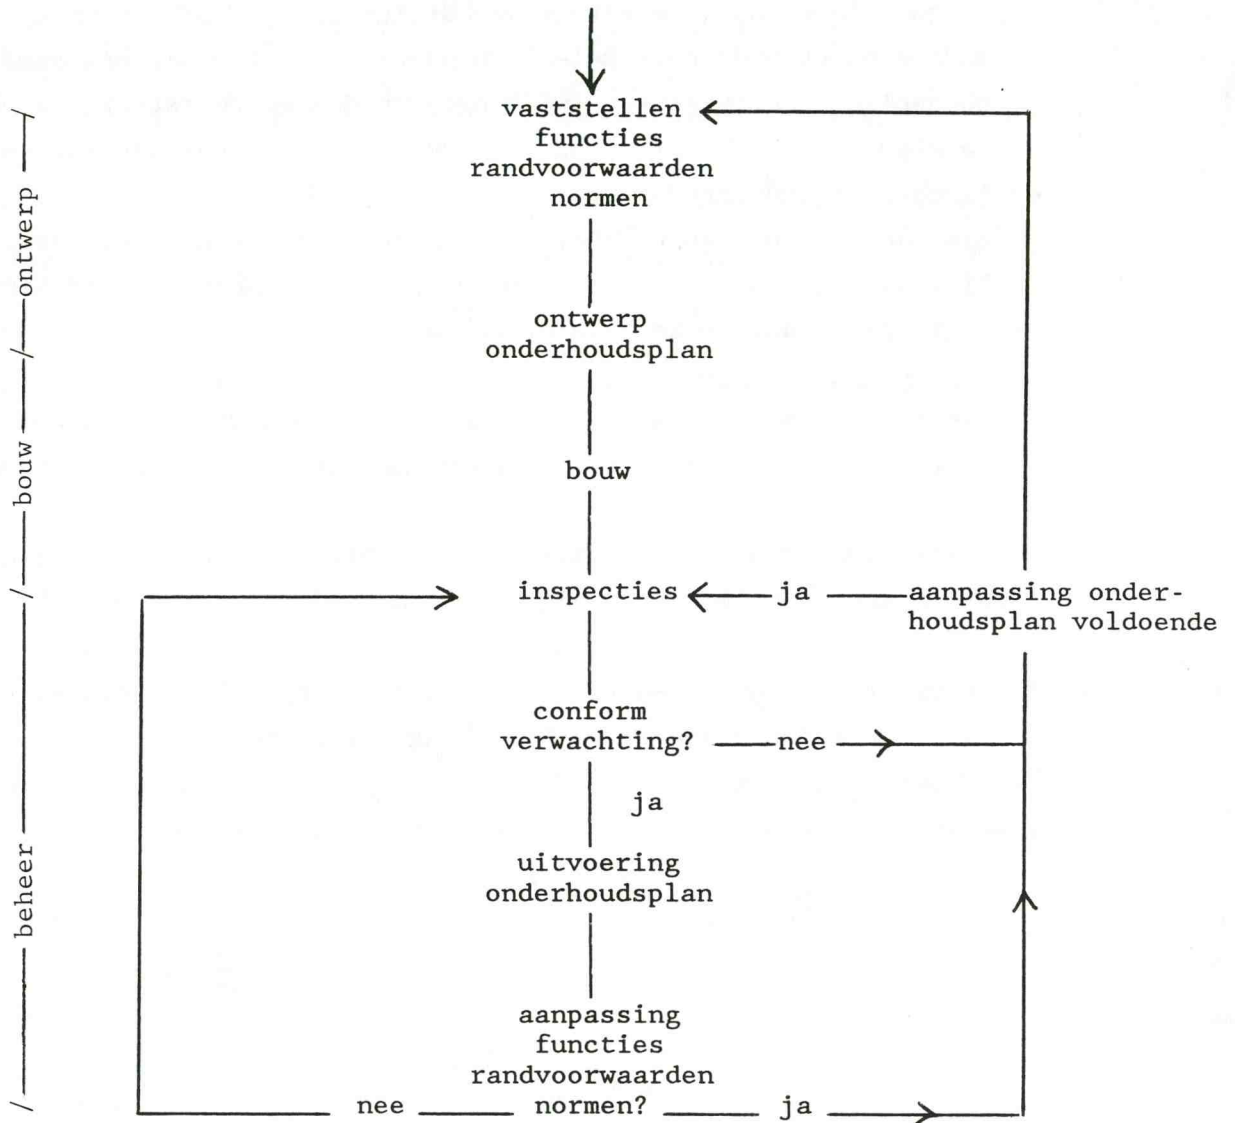 vaststellen
functies
randvoorwaarden
normen
ontwerp
ontwerp
onderhoudsplan
bouw
bouw
inspecties
ja
aanpassing onder-
houdsplan voldoende
conform
verwachting?
nee
ja
beheer
uitvoering
onderhoudsplan
aanpassing
functies
randvoorwaarden
nee
normen?
ja